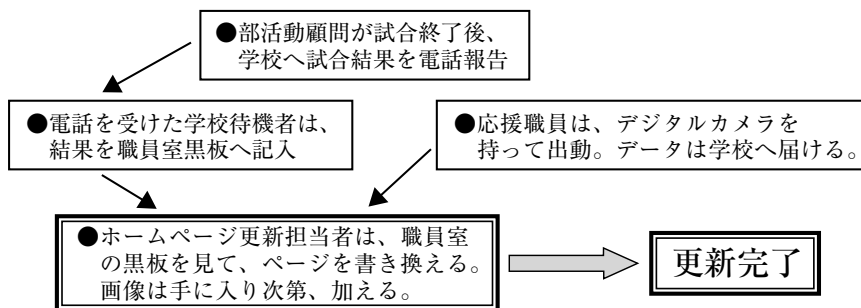 ●部活動顧問が試合終了後、
学校へ試合結果を電話報告
●電話を受けた学校待機者は、
結果を職員室黒板へ記入
●応援職員は、デジタルカメラを
持って出動。データは学校へ届ける。
●ホームページ更新担当者は、職員室
の黒板を見て、ページを書き換える。
画像は手に入り次第、加える。
更新完了